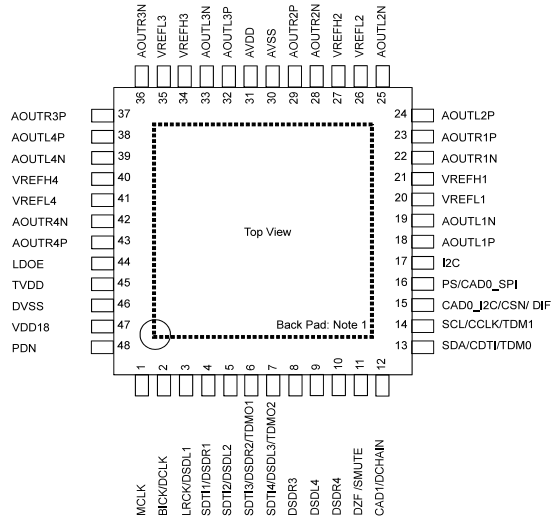 AOUTR3N
VREFL3
VREFH3
AOUTL3N
AOUTL3P
AVDD
AVSS
AOUTR2P
AOUTR2N
VREFH2
VREFL2
AOUTL2N
36 35 34 33 32 31 30 29 28 27 26 25
AOUTR3P 37
AOUTL4P 38
AOUTL4N 39
VREFH4 40
VREFL4 41
AOUTR4N 42
AOUTR4P 43
LDOE 44
TVDD 45
DVSS 46
VDD18 47
PDN 48
Top View
Back Pad: Note 1
24 AOUTL2P
23 AOUTR1P
22 AOUTR1N
21 VREFH1
20 VREFL1
19 AOUTL1N
18 AOUTL1P
17 I2C
16 PS/CAD0_SPI
15 CAD0_I2C/CSN/ DIF
14 SCL/CCLK/TDM1
13 SDA/CDTI/TDM0
1 2 3 4 5 6 7 8 9 10 11 12
MCLK
BICK/DCLK
LRCK/DSDL1
SDTI1/DSDR1
SDTI2/DSDL2
SDTI3/DSDR2/TDMO1
SDTI4/DSDL3/TDMO2
DSDR3
DSDL4
DSDR4
DZF /SMUTE
CAD1/DCHAIN